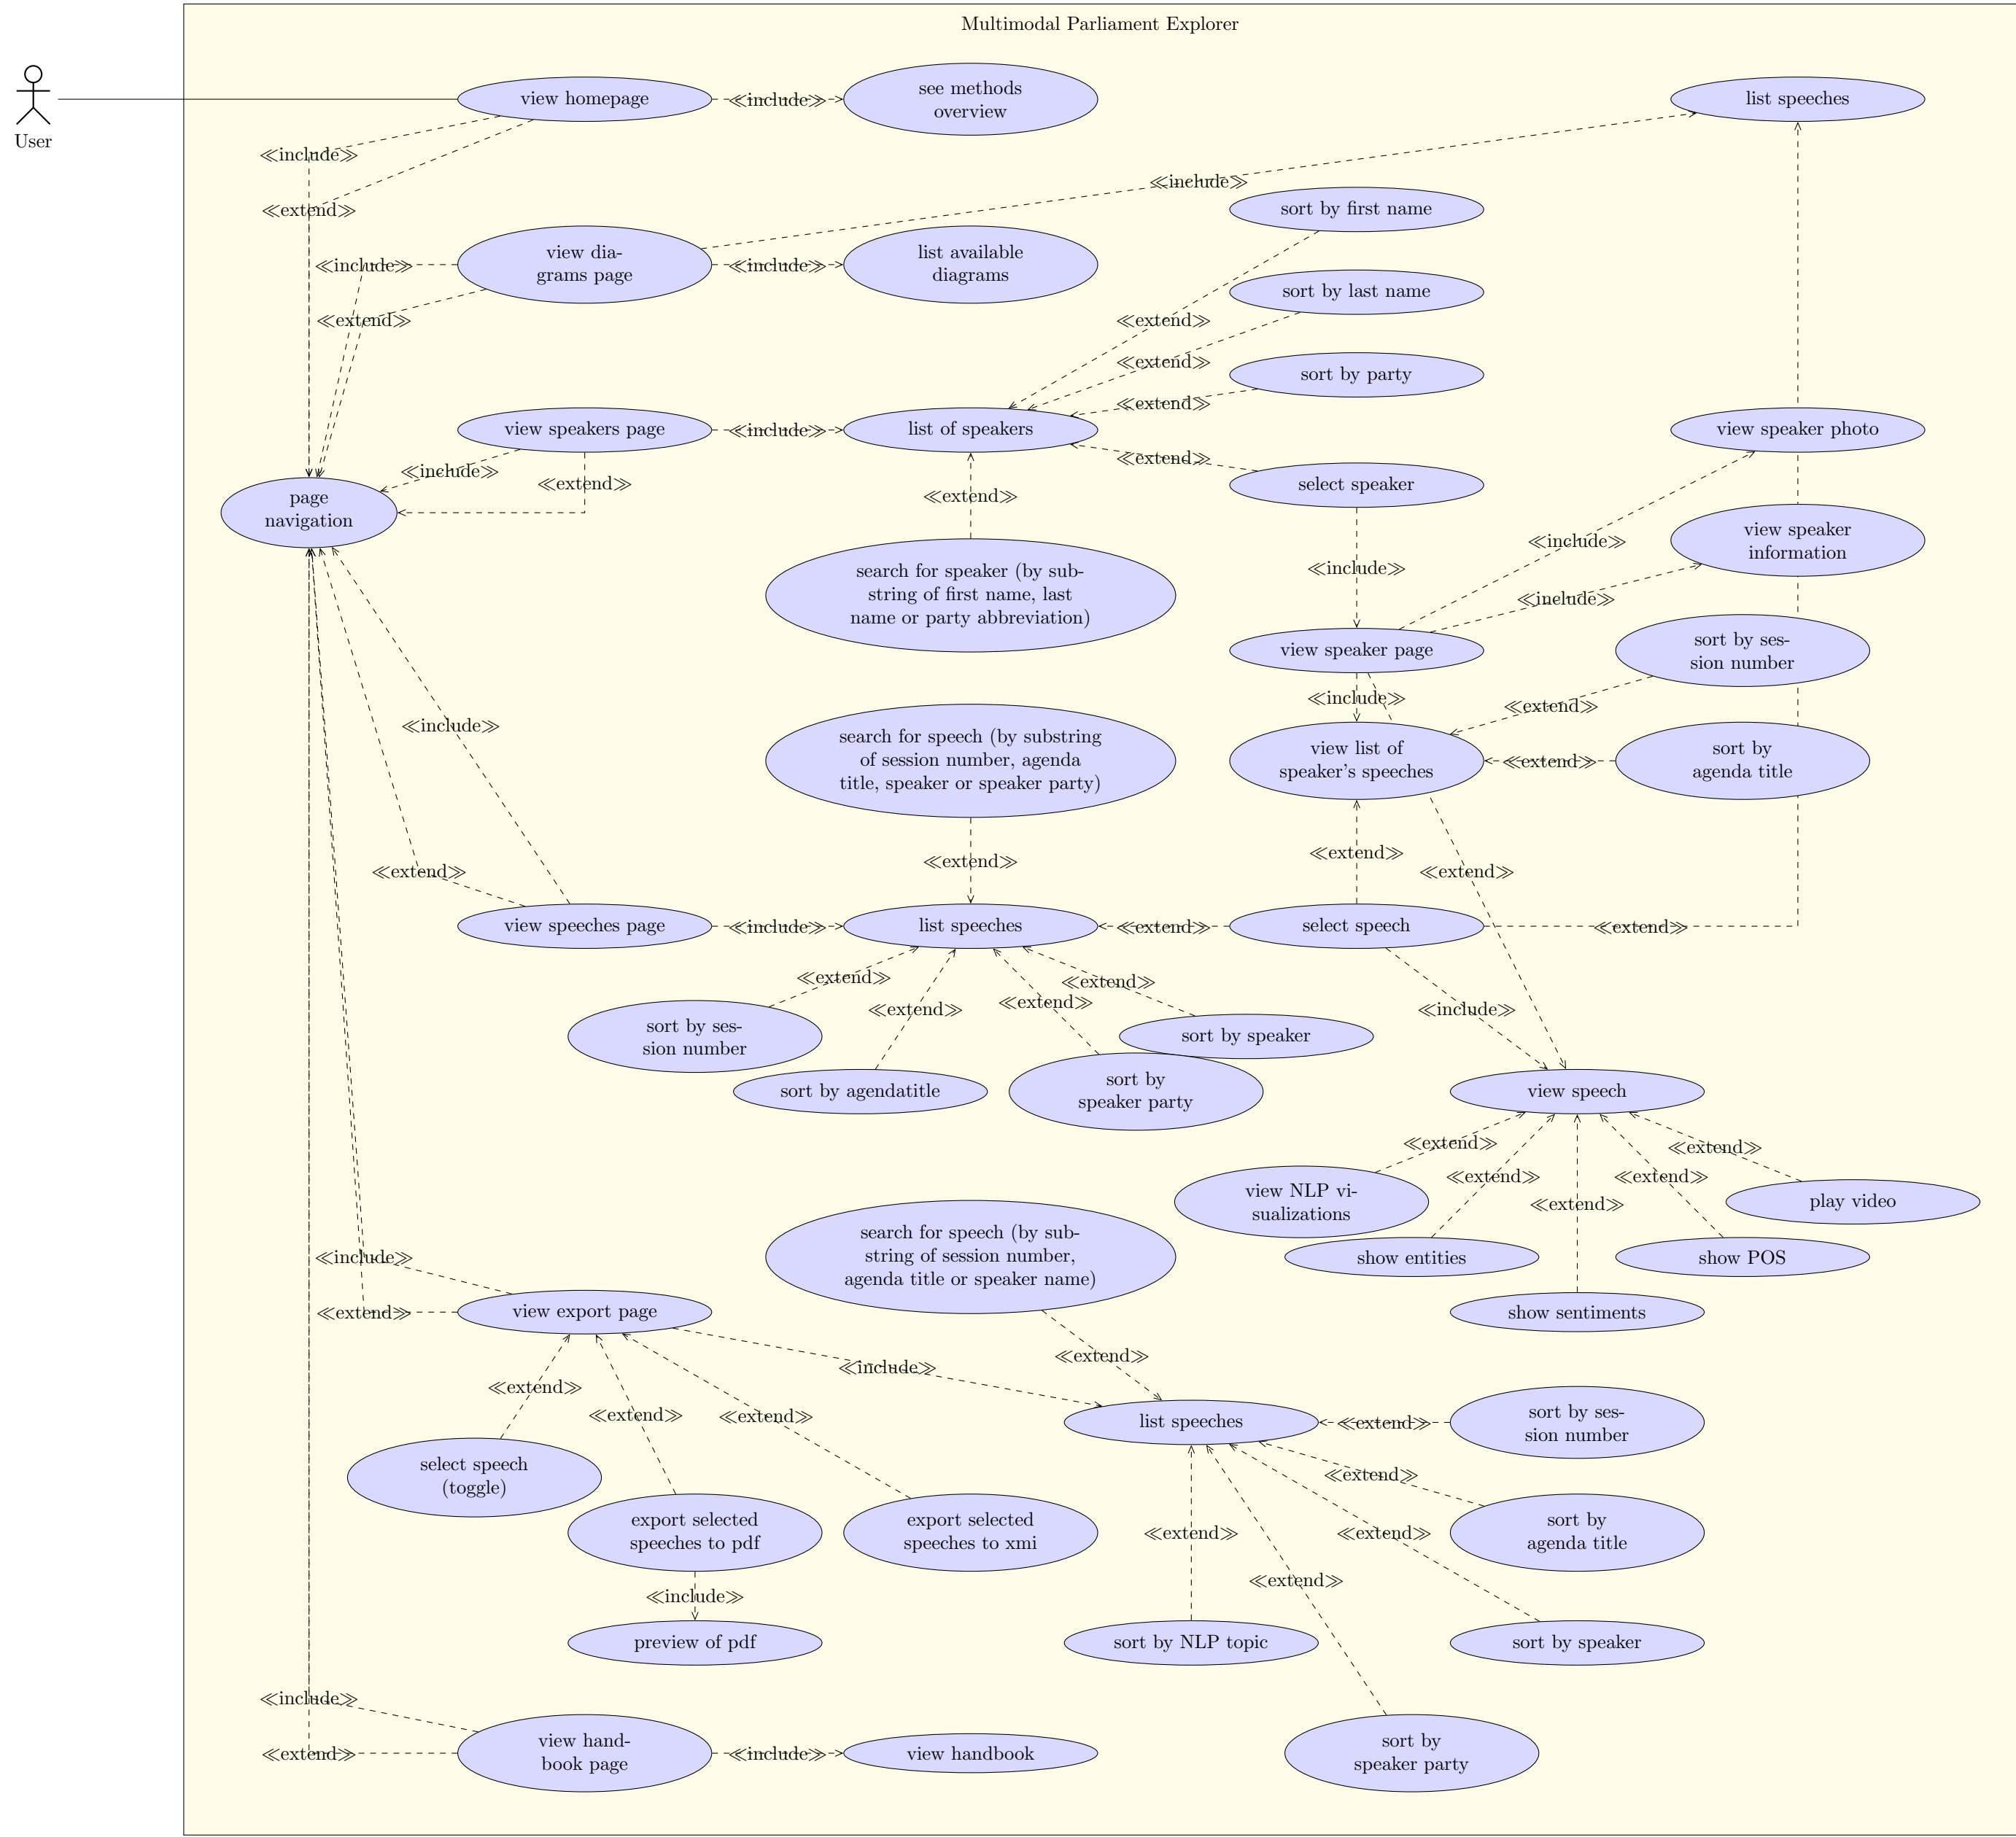 Multimodal Parliament Explorer
User
view homepage
≪include≫
see methods
overview
list speeches
≪include≫
≪include≫
≪extend≫
sort by first name
view dia-
grams page
≪include≫
≪include≫
list available
diagrams
sort by last name
≪extend≫
≪extend≫
≪extend≫
sort by party
≪extend≫
view speakers page
≪include≫
list of speakers
view speaker photo
≪include≫
≪extend≫
≪extend≫
select speaker
≪extend≫
page
navigation
view speaker
information
≪include≫
≪include≫
≪include≫
search for speaker (by sub-
string of first name, last
name or party abbreviation)
view speaker page
sort by ses-
sion number
≪include≫
≪extend≫
≪include≫
search for speech (by substring
of session number, agenda
title, speaker or speaker party)
view list of
speaker's speeches
≪extend≫
sort by
agenda title
≪extend≫
≪extend≫
≪extend≫
≪extend≫
view speeches page
≪include≫
list speeches
≪extend≫
select speech
≪extend≫
≪extend≫
≪extend≫
≪extend≫
≪extend≫
≪include≫
sort by ses-
sion number
sort by speaker
sort by agendatitle
sort by
speaker party
view speech
≪extend≫
≪extend≫
≪extend≫
≪extend≫
≪extend≫
view NLP vi-
sualizations
play video
show entities
show POS
show sentiments
search for speech (by sub-
string of session number,
agenda title or speaker name)
≪include≫
≪extend≫
view export page
≪extend≫
≪include≫
≪extend≫
≪extend≫
≪extend≫
list speeches
≪extend≫
sort by ses-
sion number
select speech
(toggle)
≪extend≫
export selected
speeches to pdf
export selected
speeches to xmi
≪extend≫
≪extend≫
sort by
agenda title
≪include≫
≪extend≫
preview of pdf
sort by NLP topic
sort by speaker
≪include≫
≪extend≫
view hand-
book page
≪include≫
view handbook
sort by
speaker party